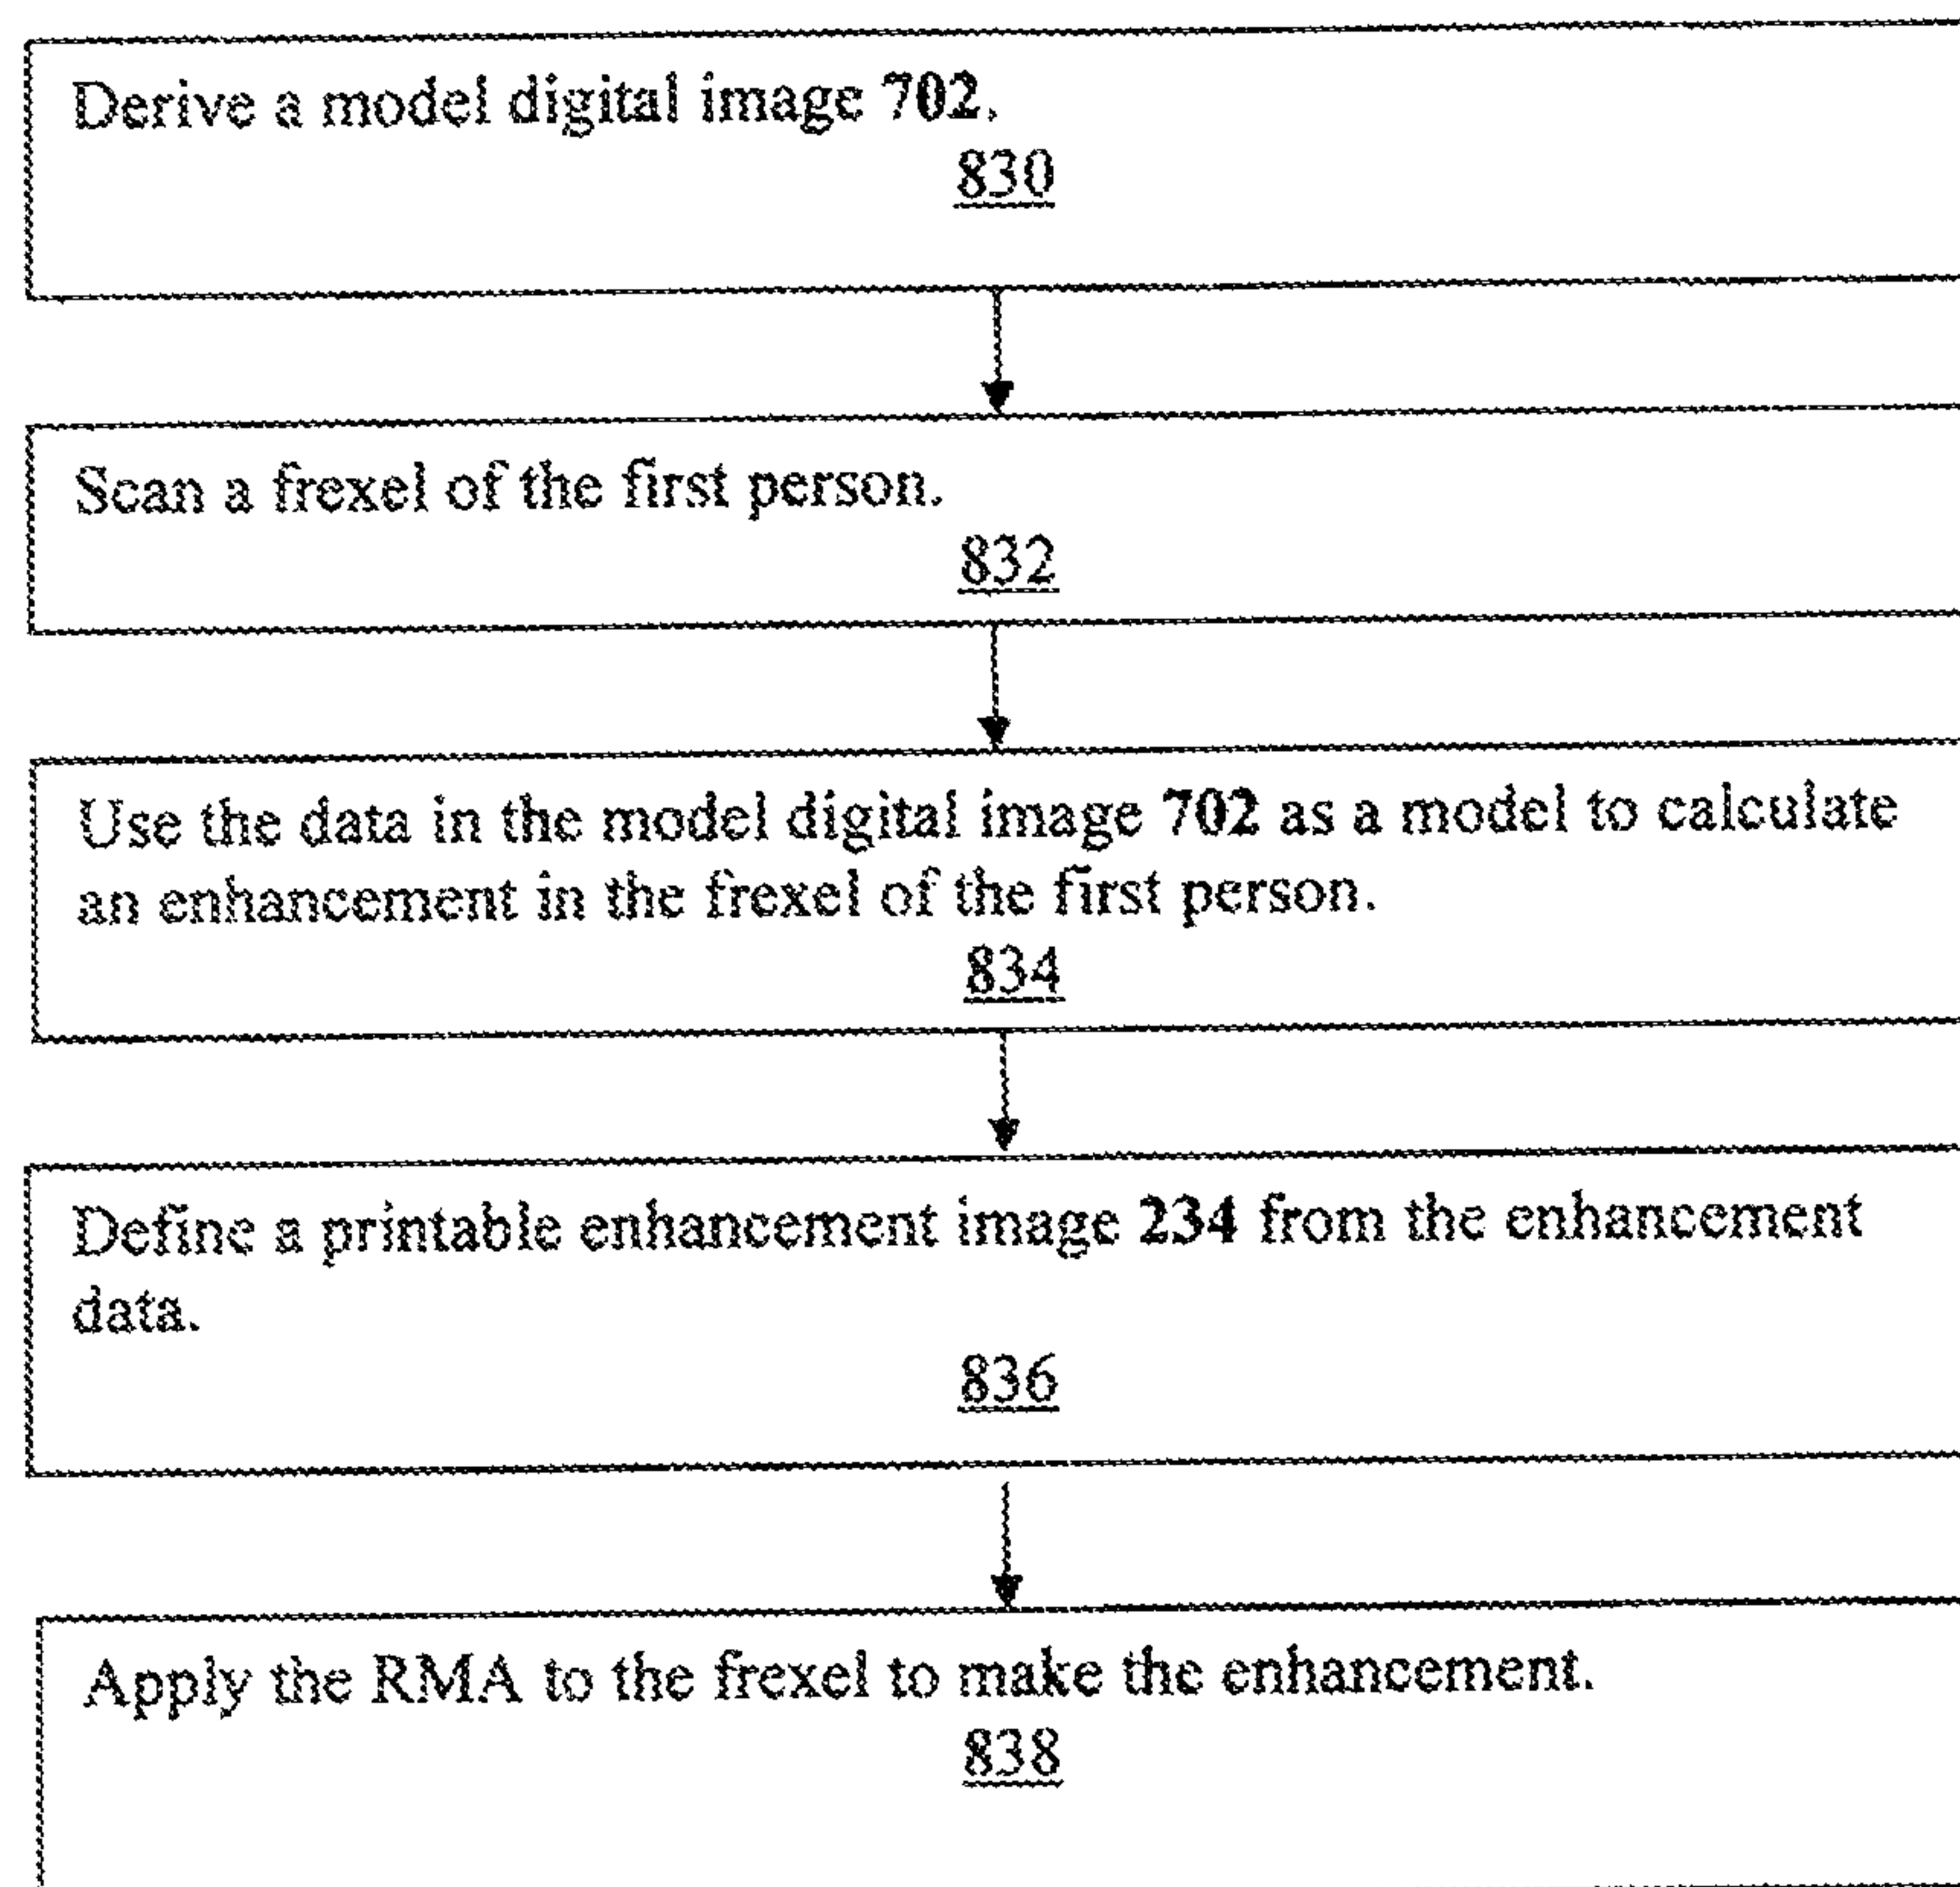 Derive a model digital image 702.
830
Scan a frexel of the first person.
832
Use the data in the model digital image 702 as a model to calculate
an enhancement in the frexel of the first person.
834
Define a printable enhancement image 234 from the enhancement
data.
836
Apply the RMA to the frexel to make the enhancement.
838